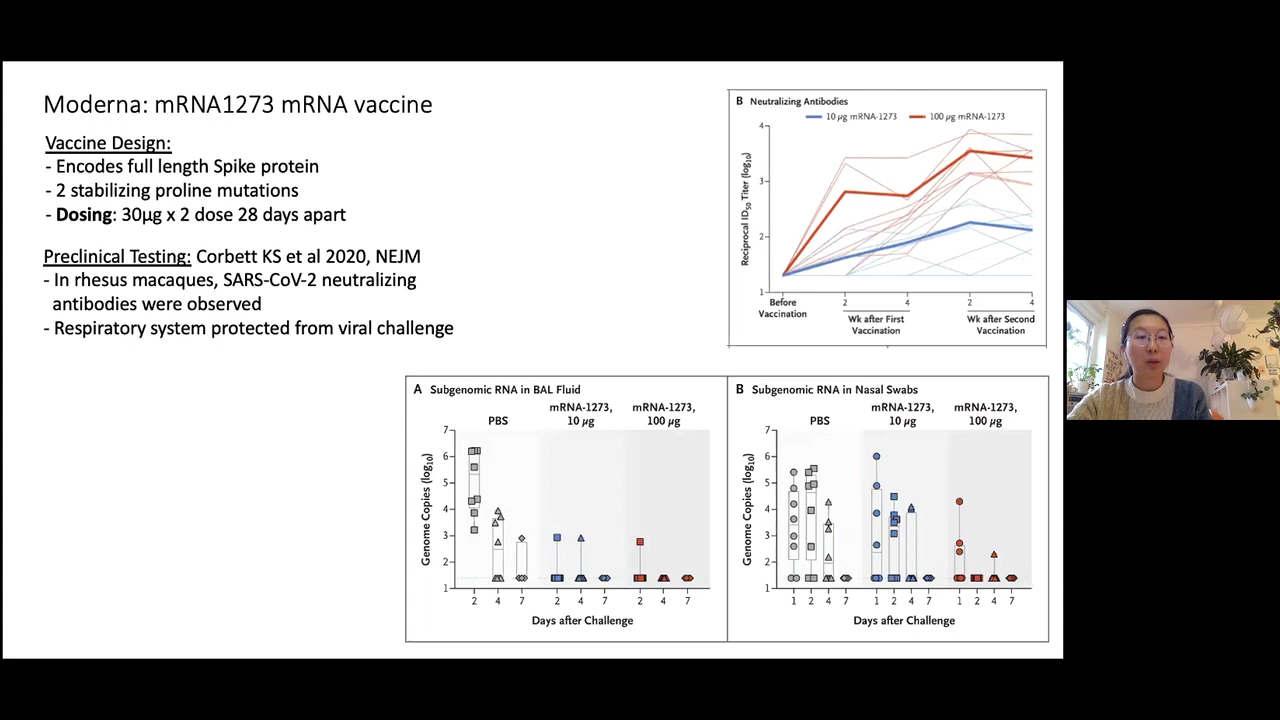 Moderna: mRNA1273 mRNA vaccine
Vaccine Design:
- Encodes full length Spike protein
- 2 stabilizing proline mutations
- Dosing: 30µg x 2 dose 28 days apart
Preclinical Testing: Corbett KS et al 2020, NEJM
- In rhesus macaques, SARS-CoV-2 neutralizing
antibodies were observed
- Respiratory system protected from viral challenge
B Neutralizing Antibodies
10 µg mRNA-1273 100 µg mRNA-1273
Reciprocal ID50 Titer (log10)
4
3
2
1
Before Vaccination
2 4 2 4
Wk after First Vaccination
Wk after Second Vaccination
A Subgenomic RNA in BAL Fluid
PBS
mRNA-1273, 10 µg
mRNA-1273, 100 µg
Genome Copies (log10)
7
6
5
4
3
2
1
2 4 7 2 4 7 2 4 7
Days after Challenge
B Subgenomic RNA in Nasal Swabs
PBS
mRNA-1273, 10 µg
mRNA-1273, 100 µg
Genome Copies (log10)
7
6
5
4
3
2
1
1 2 4 7 1 2 4 7 1 2 4 7
Days after Challenge